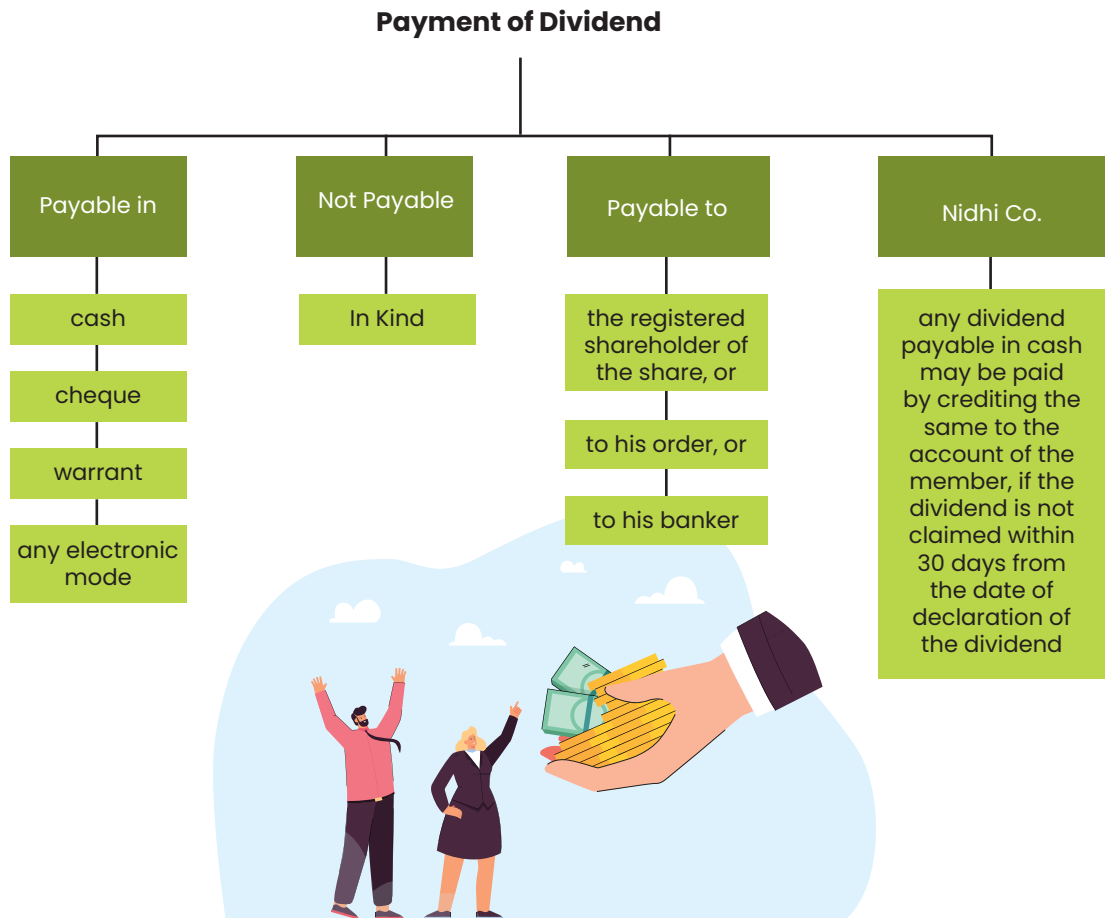 Payment of Dividend
Payable in
cash
cheque
warrant
any electronic
mode
Not Payable
In Kind
Payable to
the registered
shareholder of
the share, or
to his order, or
to his banker
Nidhi Co.
any dividend
payable in cash
may be paid
by crediting the
same to the
account of the
member, if the
dividend is not
claimed within
30 days from
the date of
declaration of
the dividend